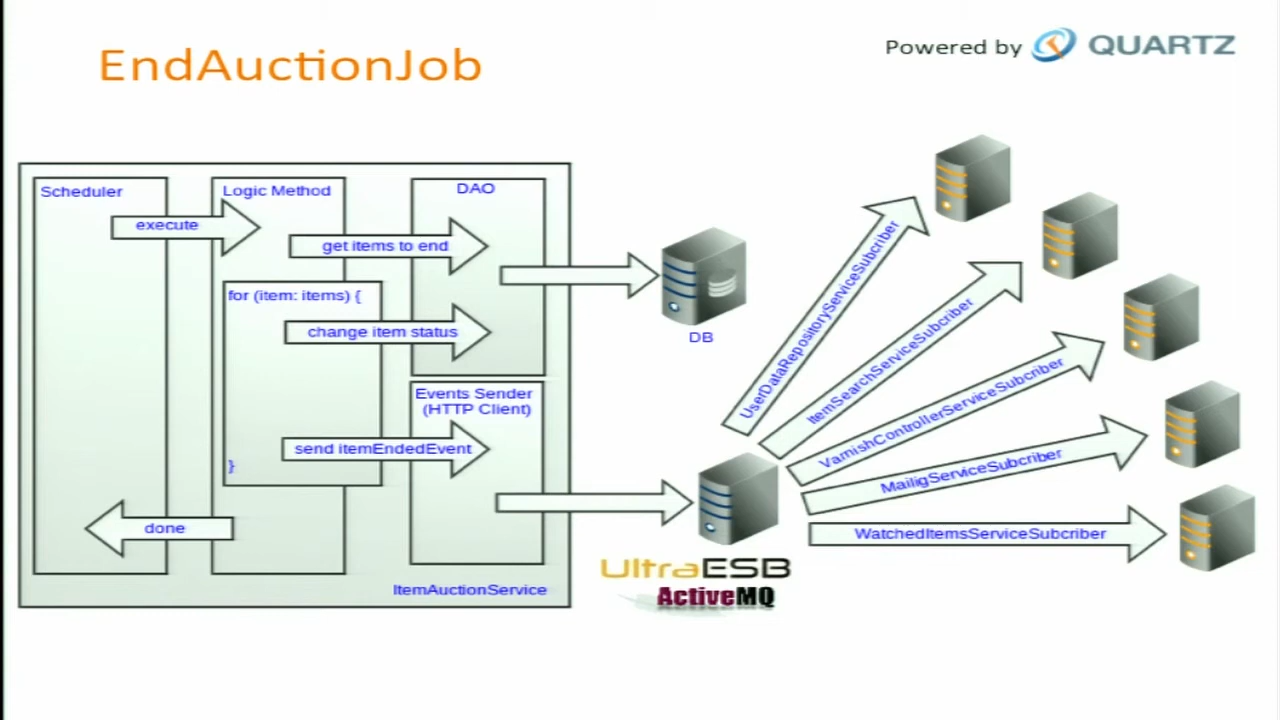 EndAuctionJob
Powered by QUARTZ
Scheduler
Logic Method
DAO
execute
get items to end
for (item: items) {
change item status
Events Sender
(HTTP Client)
send itemEndedEvent
}
done
ItemAuctionService
DB
UltraESB
ActiveMQ
UserDataRepositoryServiceSubcriber
ItemSearchServiceSubcriber
VarnishControllerServiceSubcriber
MailigServiceSubcriber
WatchedItemsServiceSubcriber